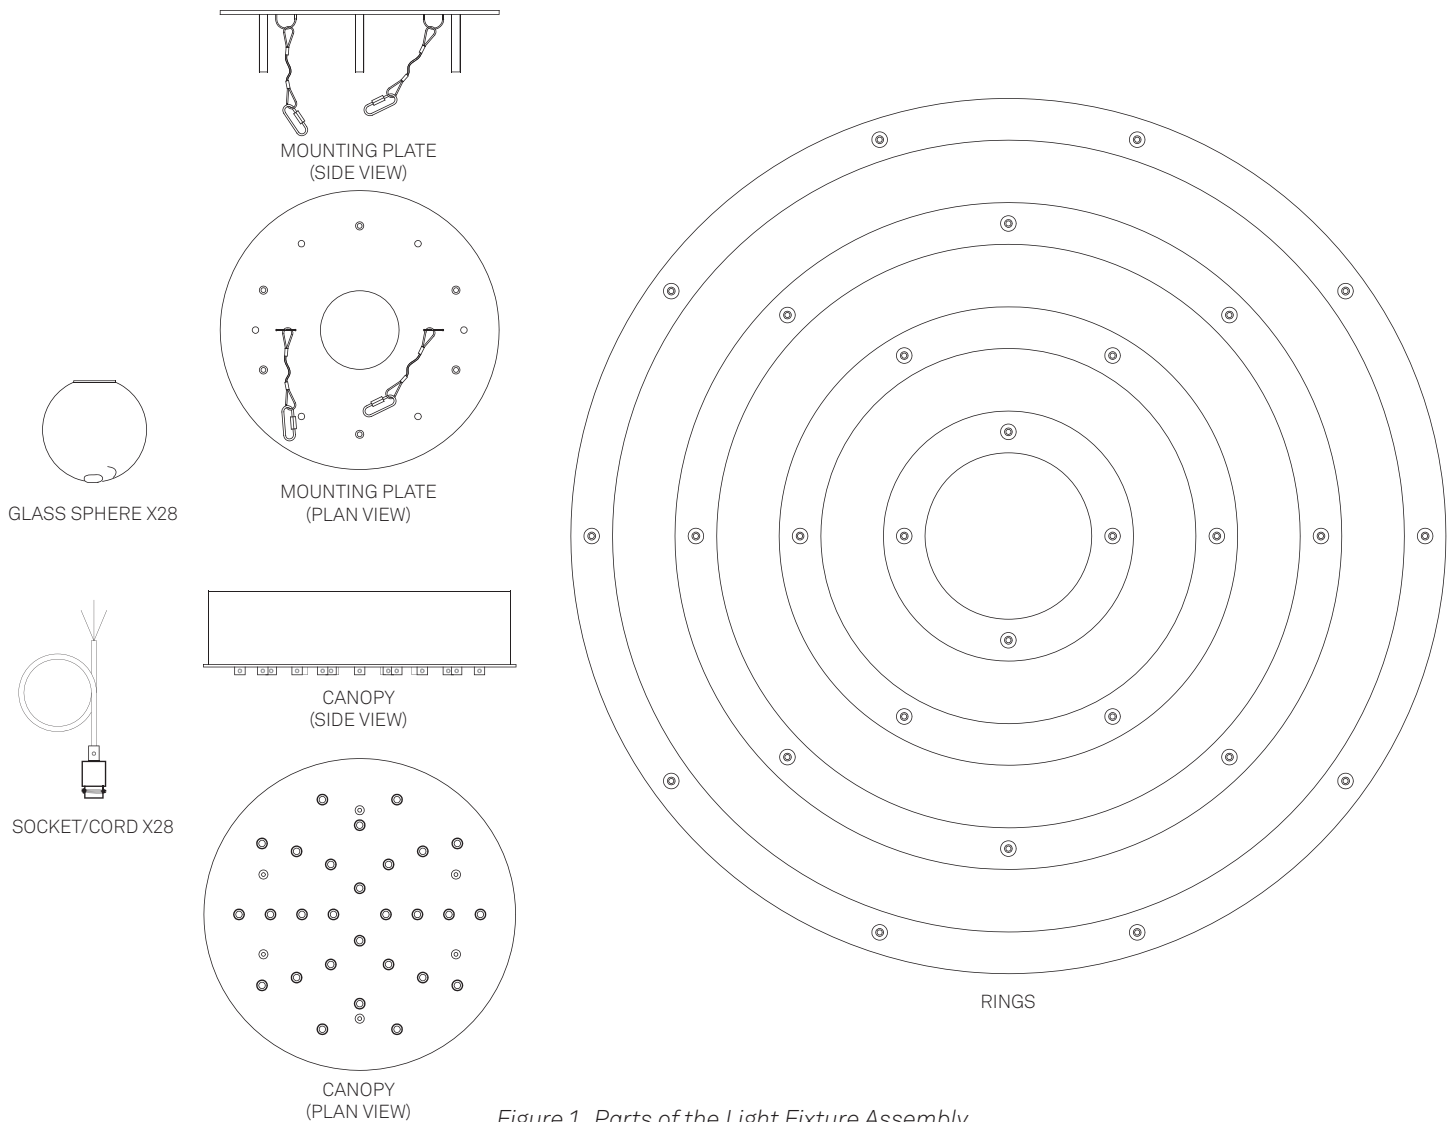 MOUNTING PLATE
(SIDE VIEW)
MOUNTING PLATE
(PLAN VIEW)
GLASS SPHERE X28
CANOPY
(SIDE VIEW)
SOCKET/CORD X28
RINGS
CANOPY
(PLAN VIEW)
Figure 1. Parts of the Light Fixture Assembly